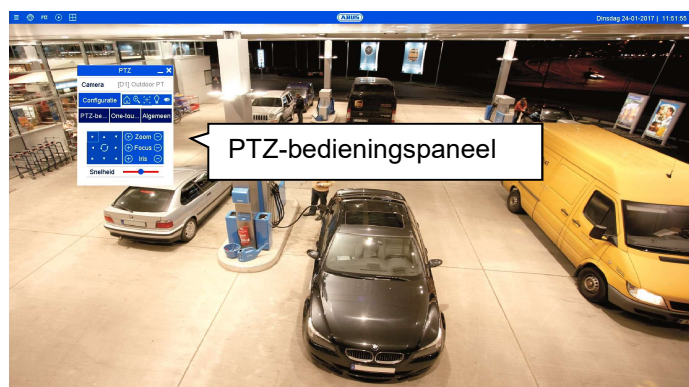 PTZ
ABUS
Dinsdag 24-01-2017 | 11:51:55
PTZ
Camera [D1] Outdoor PT
Configuratie
PTZ-be... One-tou... Algemeen
Zoom
Focus
Iris
Snelheid
PTZ-bedieningspaneel